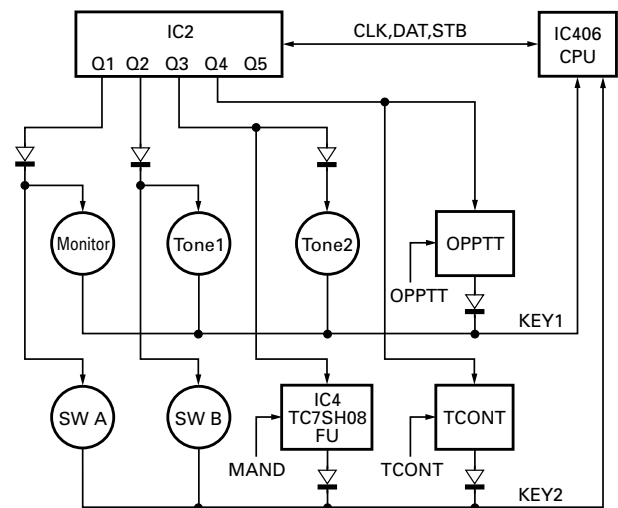 IC2
CLK,DAT,STB
IC406
CPU
Q1 Q2 Q3 Q4 Q5
Monitor
Tone1
Tone2
OPPTT
OPPTT
KEY1
SW A
SW B
IC4
TC7SH08
FU
TCONT
MAND
TCONT
KEY2